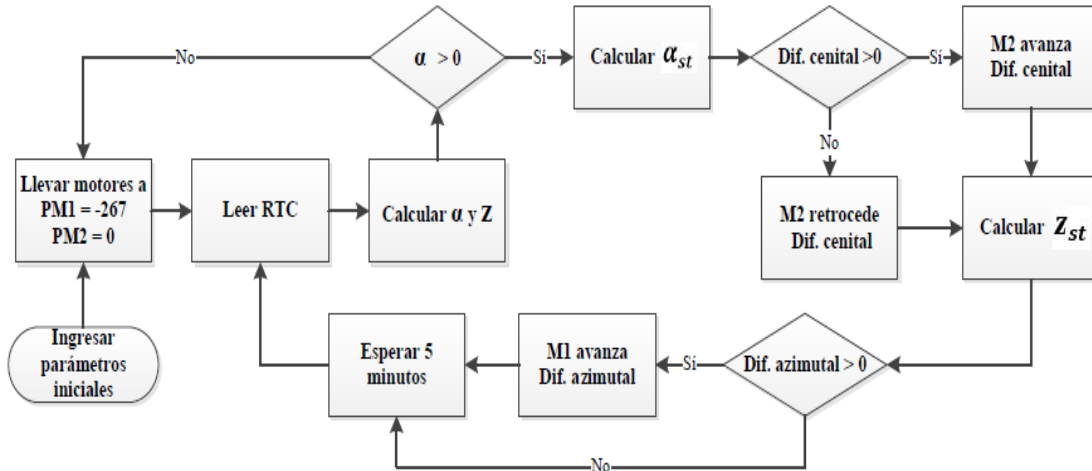 Ingresar
parámetros
iniciales
Llevar motores a
PM1 = -267
PM2 = 0
Leer RTC
Calcular α y Z
α > 0
No
Sí
Calcular α_st
Dif. cenital >0
Sí
No
M2 avanza
Dif. cenital
M2 retrocede
Dif. cenital
Calcular Z_st
Dif. azimutal > 0
Sí
No
M1 avanza
Dif. azimutal
Esperar 5
minutos